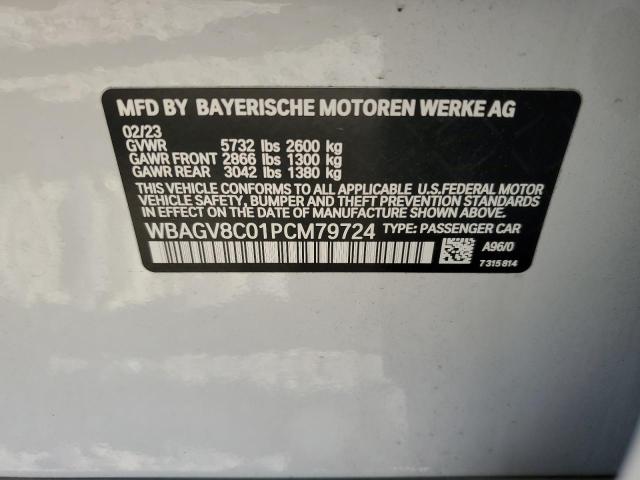 MFD BY BAYERISCHE MOTOREN WERKE AG
02/23
GVWR 5732 lbs 2600 kg
GAWR FRONT 2866 lbs 1300 kg
GAWR REAR 3042 lbs 1380 kg
THIS VEHICLE CONFORMS TO ALL APPLICABLE U.S.FEDERAL MOTOR
VEHICLE SAFETY, BUMPER AND THEFT PREVENTION STANDARDS
IN EFFECT ON THE DATE OF MANUFACTURE SHOWN ABOVE.
WBAGV8C01PCM79724 TYPE: PASSENGER CAR
A96/0
7 315 814